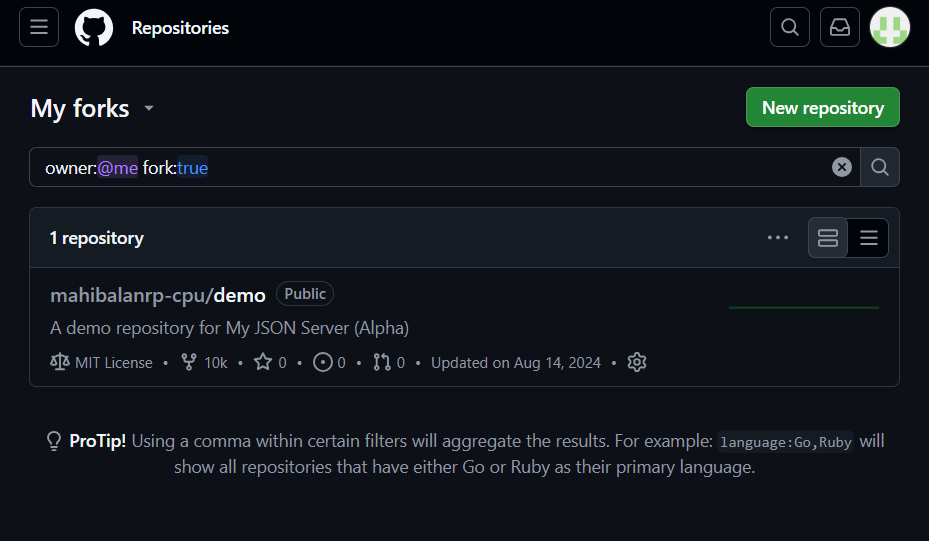 Repositories
My forks
New repository
owner:@me fork:true
1 repository
mahibalanrp-cpu/demo Public
A demo repository for My JSON Server (Alpha)
MIT License • 10k • 0 • 0 • 0 • Updated on Aug 14, 2024 •
ProTip! Using a comma within certain filters will aggregate the results. For example: language:Go,Ruby will
show all repositories that have either Go or Ruby as their primary language.